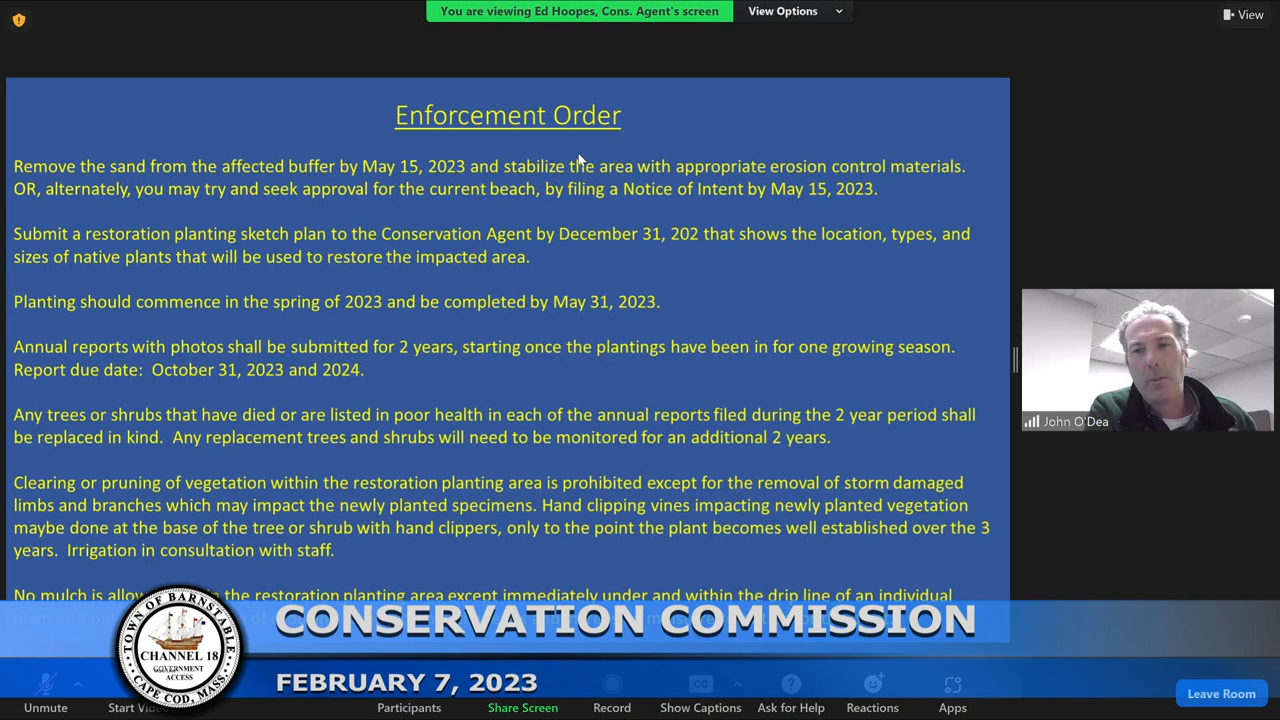 You are viewing Ed Hoopes, Cons. Agent's screen
View Options
View
Enforcement Order
Remove the sand from the affected buffer by May 15, 2023 and stabilize the area with appropriate erosion control materials.
OR, alternately, you may try and seek approval for the current beach, by filing a Notice of Intent by May 15, 2023.
Submit a restoration planting sketch plan to the Conservation Agent by December 31, 202 that shows the location, types, and
sizes of native plants that will be used to restore the impacted area.
Planting should commence in the spring of 2023 and be completed by May 31, 2023.
Annual reports with photos shall be submitted for 2 years, starting once the plantings have been in for one growing season.
Report due date:  October 31, 2023 and 2024.
Any trees or shrubs that have died or are listed in poor health in each of the annual reports filed during the 2 year period shall
be replaced in kind.  Any replacement trees and shrubs will need to be monitored for an additional 2 years.
Clearing or pruning of vegetation within the restoration planting area is prohibited except for the removal of storm damaged
limbs and branches which may impact the newly planted specimens. Hand clipping vines impacting newly planted vegetation
maybe done at the base of the tree or shrub with hand clippers, only to the point the plant becomes well established over the 3
years.  Irrigation in consultation with staff.
No mulch is the restoration planting area except immediately under and within the drip line of an individual
John O'Dea
TOWN OF BARNSTABLE
CHANNEL 18
GOVERNMENT
ACCESS
CAPE COD, MASS.
CONSERVATION COMMISSION
FEBRUARY 7, 2023
Unmute
Participants
Share Screen
Record
CC
Show Captions
Ask for Help
Reactions
Apps
Leave Room